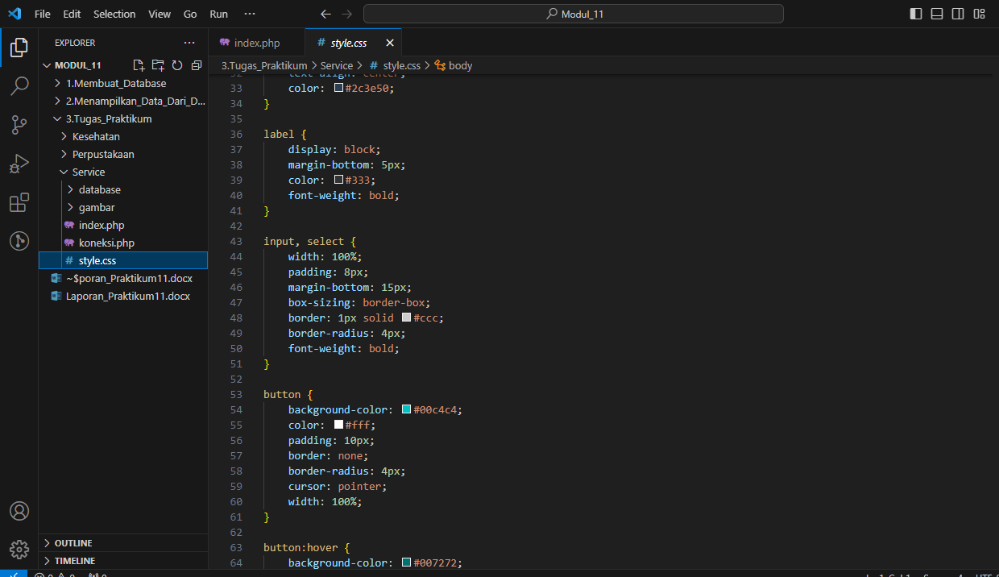 File Edit Selection View Go Run ···
Modul_11
EXPLORER ···
index.php
# style.css
MODUL_11
3.Tugas_Praktikum > Service > # style.css > body
1.Membuat_Database
2.Menampilkan_Data_Dari_D...
3.Tugas_Praktikum
Kesehatan
Perpustakaan
Service
database
gambar
index.php
koneksi.php
# style.css
~$poran_Praktikum11.docx
Laporan_Praktikum11.docx
OUTLINE
TIMELINE
32 text-align: center;
33 color: #2c3e50;
34 }
35
36 label {
37 display: block;
38 margin-bottom: 5px;
39 color: #333;
40 font-weight: bold;
41 }
42
43 input, select {
44 width: 100%;
45 padding: 8px;
46 margin-bottom: 15px;
47 box-sizing: border-box;
48 border: 1px solid #ccc;
49 border-radius: 4px;
50 font-weight: bold;
51 }
52
53 button {
54 background-color: #00c4c4;
55 color: #fff;
56 padding: 10px;
57 border: none;
58 border-radius: 4px;
59 cursor: pointer;
60 width: 100%;
61 }
62
63 button:hover {
64 background-color: #007272;